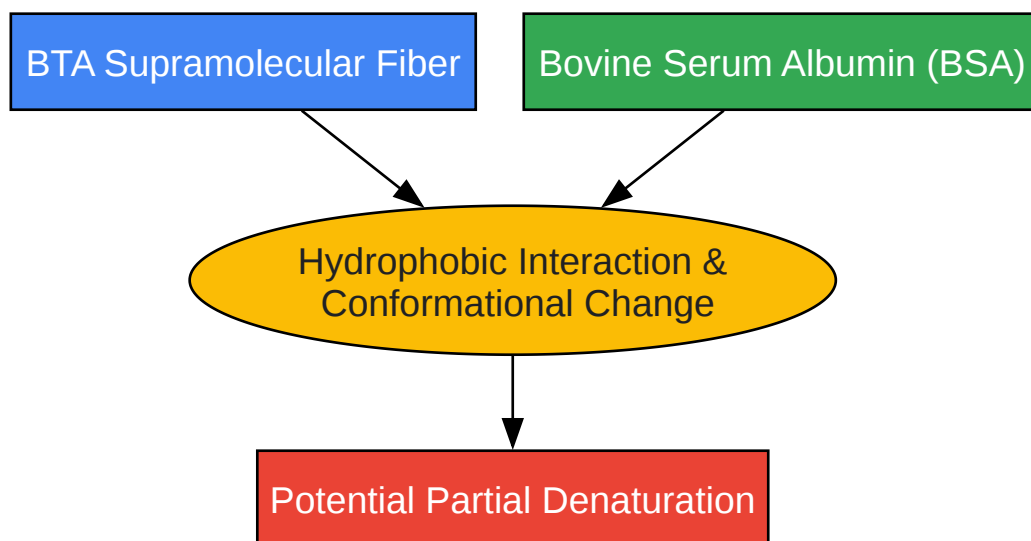 BTA Supramolecular Fiber
Bovine Serum Albumin (BSA)
Hydrophobic Interaction &
Conformational Change
Potential Partial Denaturation